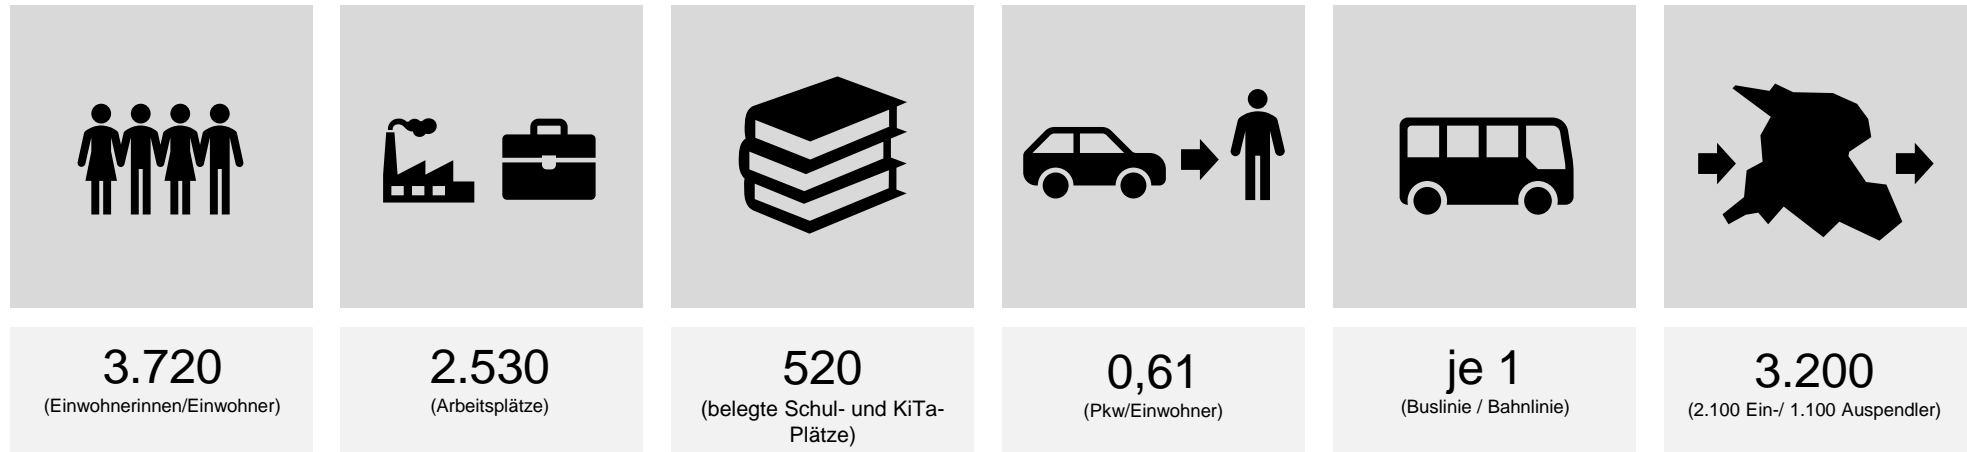 3.720
(Einwohnerinnen/Einwohner)
2.530
(Arbeitsplätze)
520
(belegte Schul- und KiTa-
Plätze)
0,61
(Pkw/Einwohner)
je 1
(Buslinie / Bahnlinie)
3.200
(2.100 Ein-/ 1.100 Auspendler)